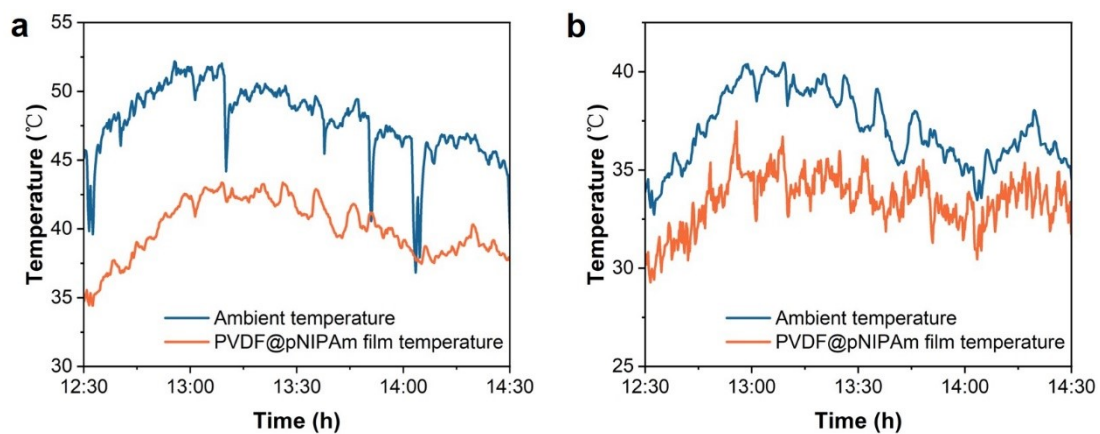 a
Temperature (℃)
55
50
45
40
35
30
Ambient temperature
PVDF@pNIPAm film temperature
12:30 13:00 13:30 14:00 14:30
Time (h)
b
Temperature (℃)
40
35
30
25
Ambient temperature
PVDF@pNIPAm film temperature
12:30 13:00 13:30 14:00 14:30
Time (h)